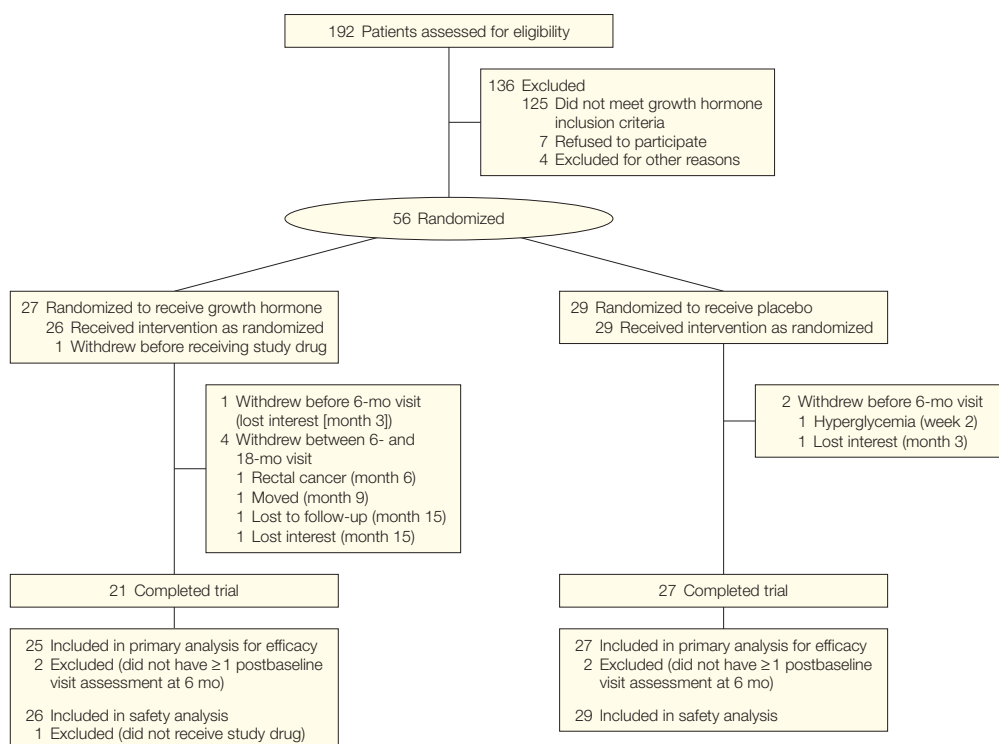 192 Patients assessed for eligibility
136 Excluded
125 Did not meet growth hormone
inclusion criteria
7 Refused to participate
4 Excluded for other reasons
56 Randomized
27 Randomized to receive growth hormone
26 Received intervention as randomized
1 Withdrew before receiving study drug
29 Randomized to receive placebo
29 Received intervention as randomized
1 Withdrew before 6-mo visit
(lost interest [month 3])
4 Withdrew between 6- and
18-mo visit
1 Rectal cancer (month 6)
1 Moved (month 9)
1 Lost to follow-up (month 15)
1 Lost interest (month 15)
2 Withdrew before 6-mo visit
1 Hyperglycemia (week 2)
1 Lost interest (month 3)
21 Completed trial
27 Completed trial
25 Included in primary analysis for efficacy
2 Excluded (did not have ≥1 postbaseline
visit assessment at 6 mo)
26 Included in safety analysis
1 Excluded (did not receive study drug)
27 Included in primary analysis for efficacy
2 Excluded (did not have ≥1 postbaseline
visit assessment at 6 mo)
29 Included in safety analysis